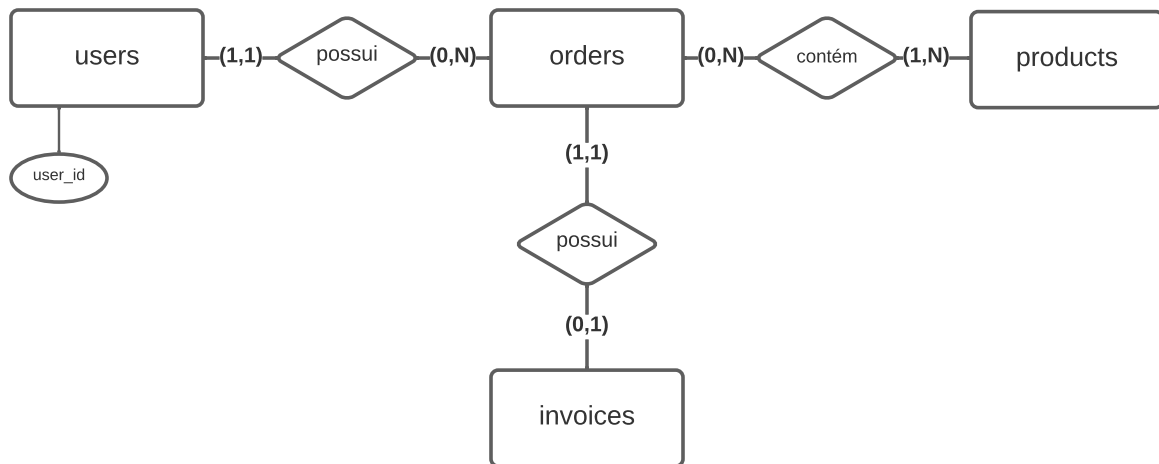 users
(1,1)
possui
(0,N)
orders
(0,N)
contém
(1,N)
products
user_id
(1,1)
possui
(0,1)
invoices